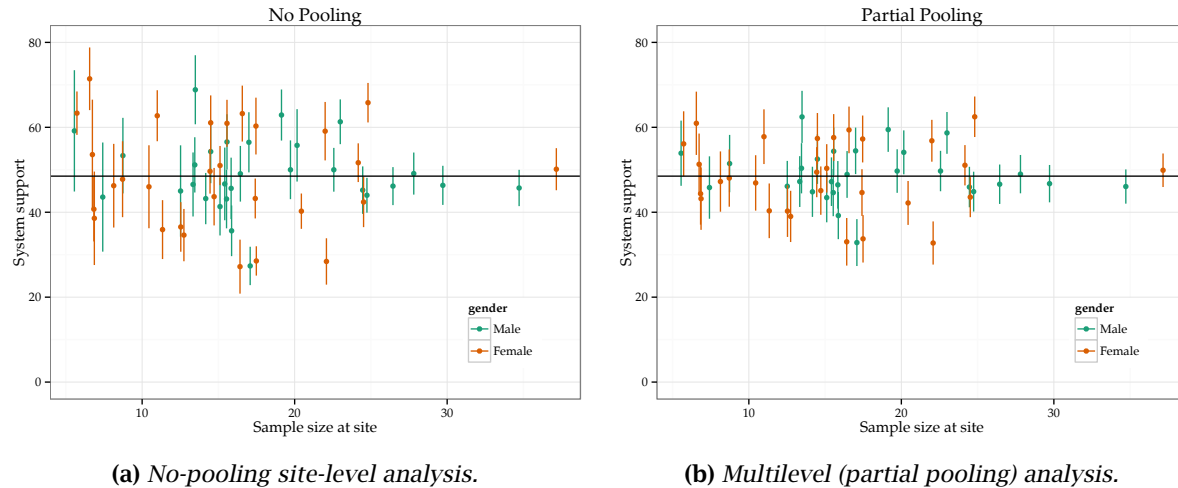 No Pooling
80
60
40
20
0
System support
10
20
30
Sample size at site
gender
Male
Female
(a) No-pooling site-level analysis.
Partial Pooling
80
60
40
20
0
System support
10
20
30
Sample size at site
gender
Male
Female
(b) Multilevel (partial pooling) analysis.